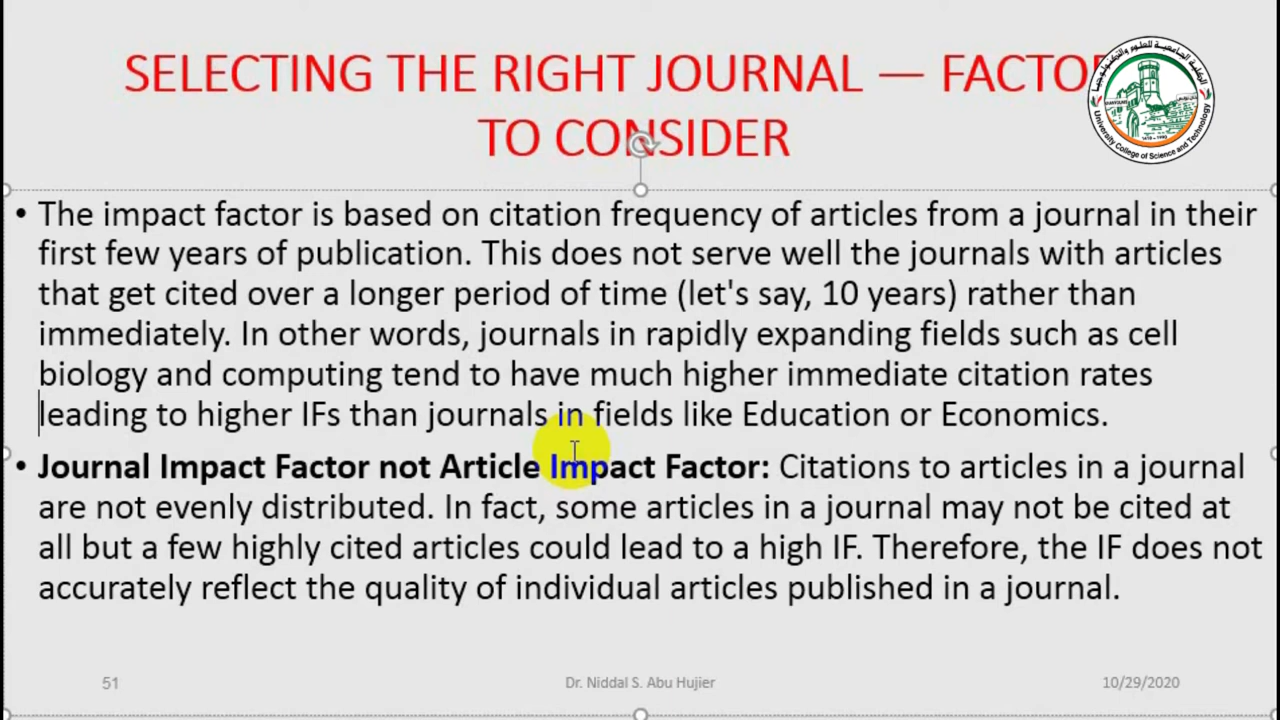 SELECTING THE RIGHT JOURNAL — FACTO
TO CONSIDER
• The impact factor is based on citation frequency of articles from a journal in their
first few years of publication. This does not serve well the journals with articles
that get cited over a longer period of time (let's say, 10 years) rather than
immediately. In other words, journals in rapidly expanding fields such as cell
biology and computing tend to have much higher immediate citation rates
leading to higher IFs than journals in fields like Education or Economics.
• Journal Impact Factor not Article Impact Factor: Citations to articles in a journal
are not evenly distributed. In fact, some articles in a journal may not be cited at
all but a few highly cited articles could lead to a high IF. Therefore, the IF does not
accurately reflect the quality of individual articles published in a journal.
University College of Science and Technology
51
Dr. Niddal S. Abu Hujier
10/29/2020